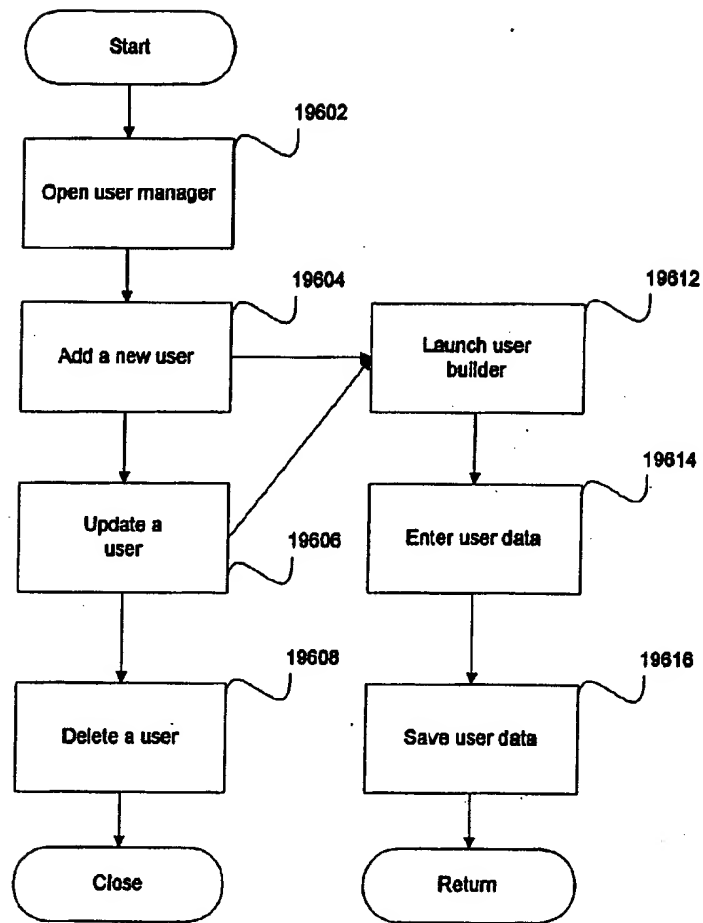 Start
19602
Open user manager
19604
Add a new user
19612
Launch user
builder
19614
Update a
user
19606
Enter user data
19608
Delete a user
19616
Save user data
Close
Return